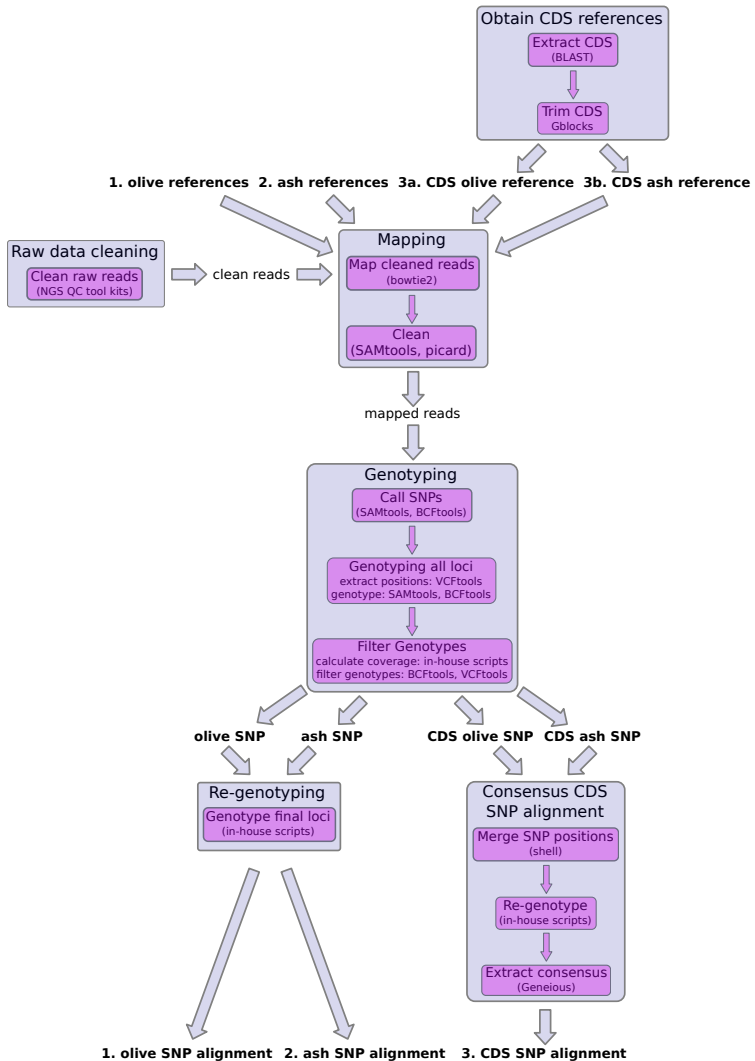 Obtain CDS references
Extract CDS
(BLAST)
Trim CDS
Gblocks
1. olive references 2. ash references 3a. CDS olive reference 3b. CDS ash reference
Raw data cleaning
Clean raw reads
(NGS QC tool kits)
clean reads
Mapping
Map cleaned reads
(bowtie2)
Clean
(SAMtools, picard)
mapped reads
Genotyping
Call SNPs
(SAMtools, BCFtools)
Genotyping all loci
extract positions: VCFtools
genotype: SAMtools, BCFtools
Filter Genotypes
calculate coverage: in-house scripts
filter genotypes: BCFtools, VCFtools
olive SNP ash SNP CDS olive SNP CDS ash SNP
Re-genotyping
Genotype final loci
(in-house scripts)
Consensus CDS
SNP alignment
Merge SNP positions
(shell)
Re-genotype
(in-house scripts)
Extract consensus
(Geneious)
1. olive SNP alignment 2. ash SNP alignment 3. CDS SNP alignment